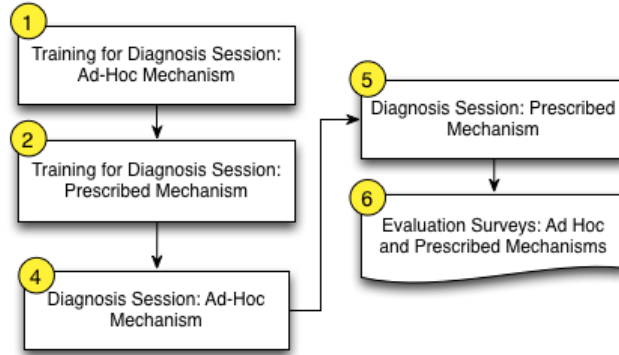 1
Training for Diagnosis Session:
Ad-Hoc Mechanism
2
Training for Diagnosis Session:
Prescribed Mechanism
4
Diagnosis Session: Ad-Hoc
Mechanism
5
Diagnosis Session: Prescribed
Mechanism
6
Evaluation Surveys: Ad Hoc
and Prescribed Mechanisms